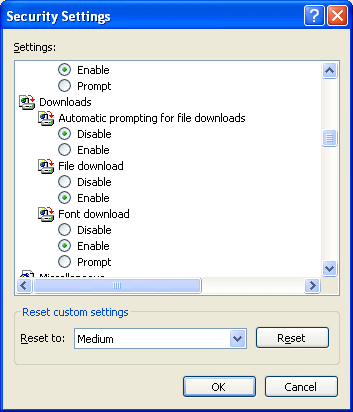 Security Settings
Settings:
Enable
Prompt
Downloads
Automatic prompting for file downloads
Disable
Enable
File download
Disable
Enable
Font download
Disable
Enable
Prompt
Miscellaneous
Reset custom settings
Reset to: Medium Reset
OK Cancel